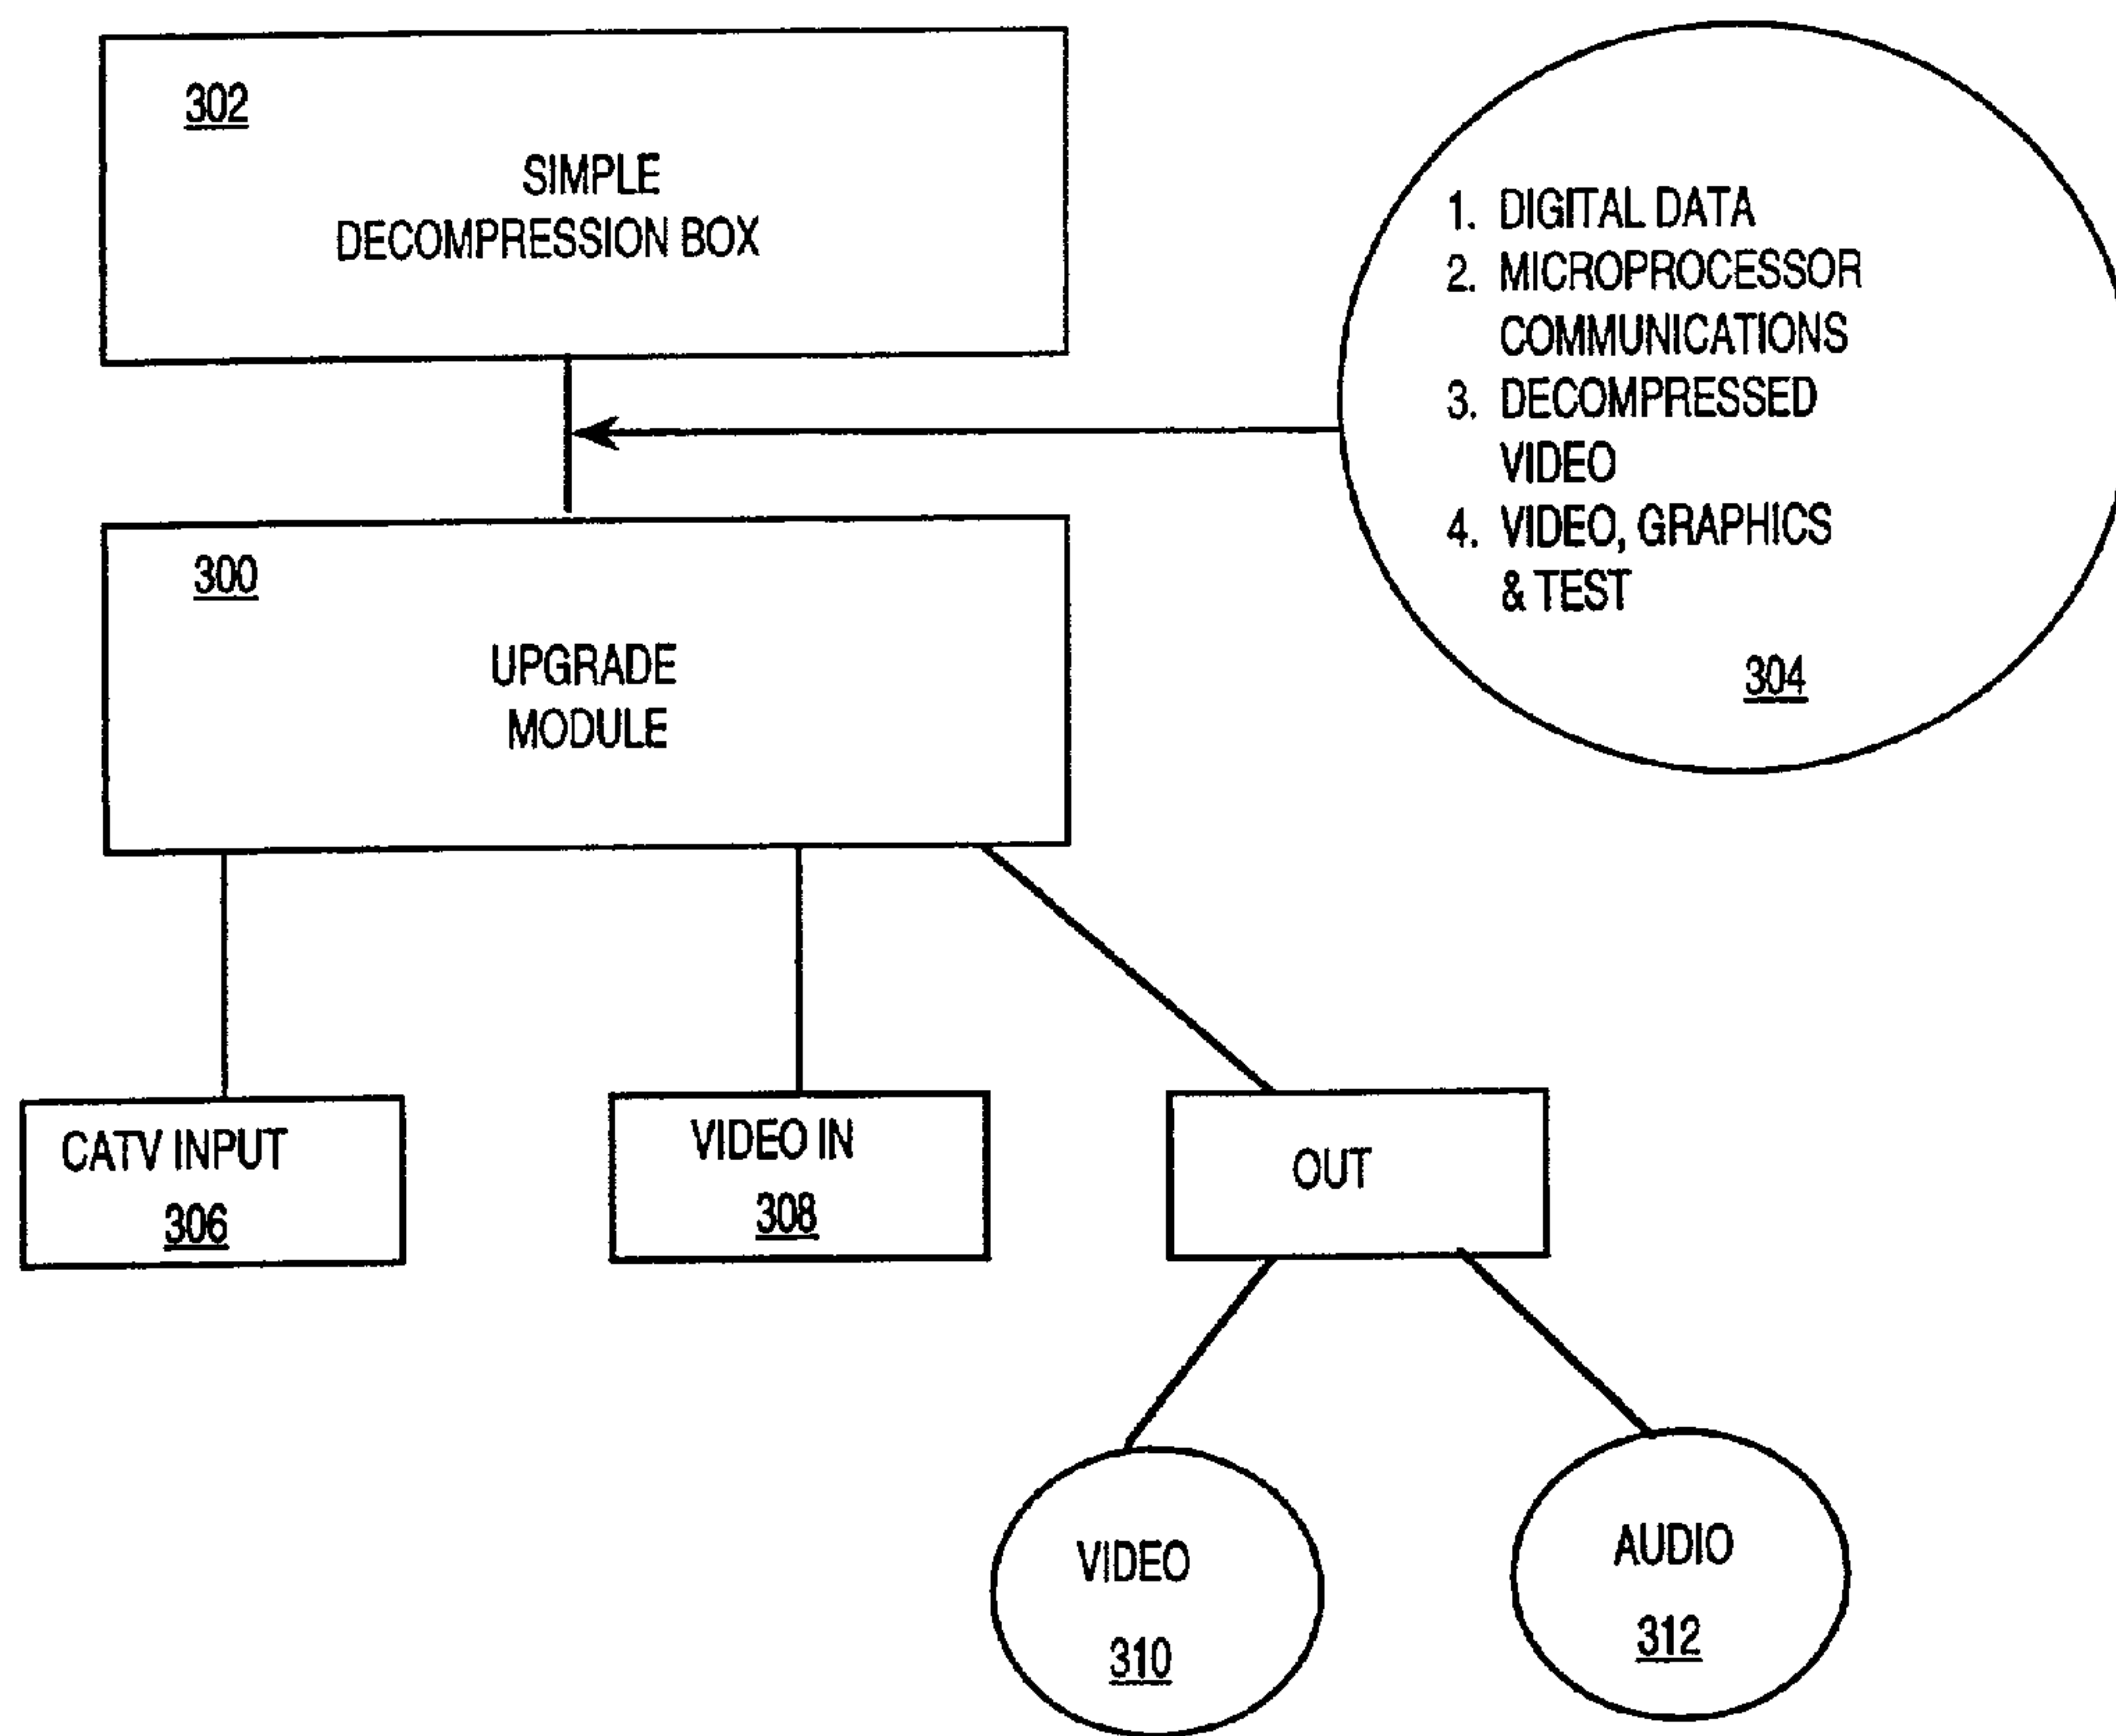 302
SIMPLE
DECOMPRESSION BOX
1. DIGITAL DATA
2. MICROPROCESSOR
COMMUNICATIONS
3. DECOMPRESSED
VIDEO
4. VIDEO, GRAPHICS
& TEST
304
300
UPGRADE
MODULE
CATV INPUT
306
VIDEO IN
308
OUT
VIDEO
310
AUDIO
312